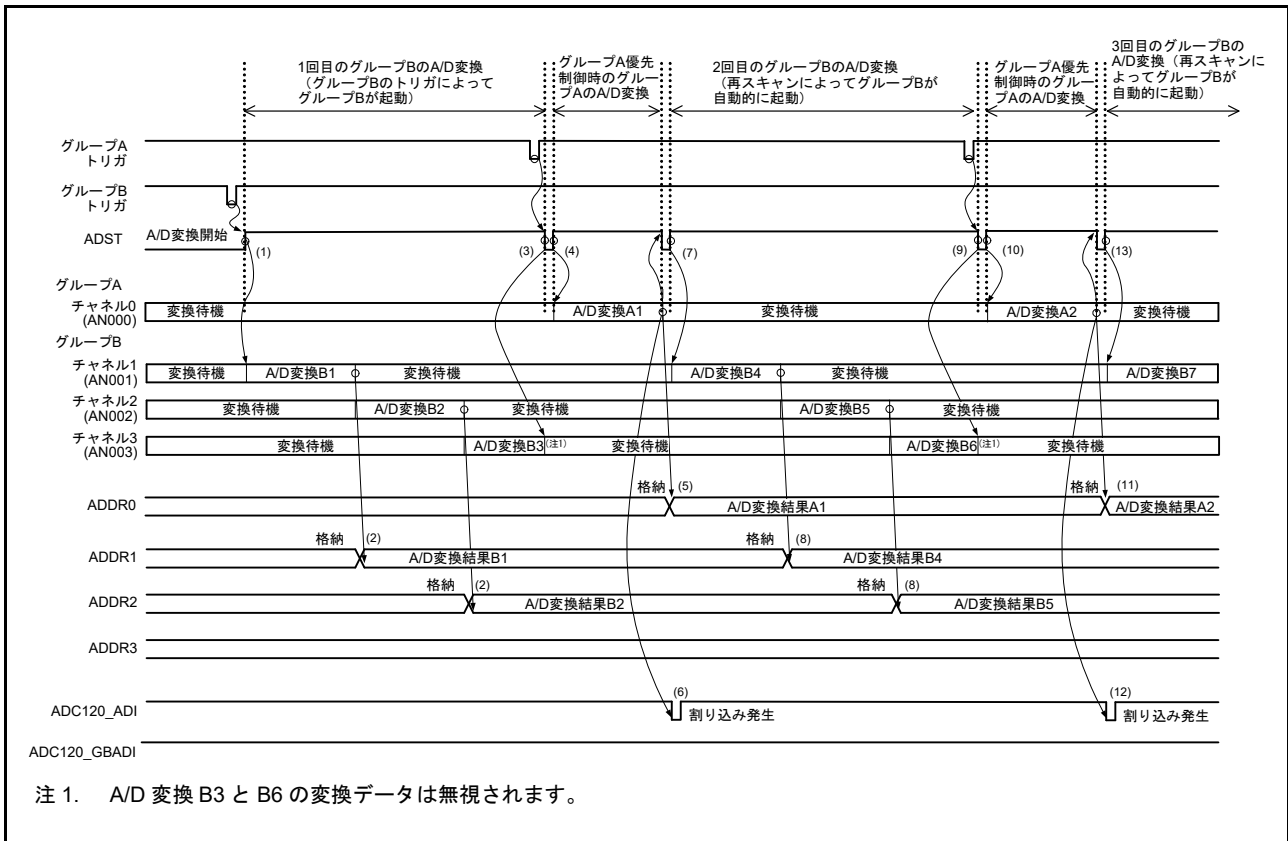 1回目のグループBのA/D変換
（グループBのトリガによって
グループBが起動）
グループA優先
制御時のグルー
プAのA/D変換
2回目のグループBのA/D変換
（再スキャンによってグループBが
自動的に起動）
グループA優先
制御時のグルー
プAのA/D変換
3回目のグループBの
A/D変換（再スキャンに
よってグループBが
自動的に起動）
グループA
トリガ
グループB
トリガ
ADST
A/D変換開始
(1)
(3)
(4)
(7)
(9)
(10)
(13)
グループA
チャネル0
(AN000)
変換待機
A/D変換A1
変換待機
A/D変換A2
変換待機
グループB
チャネル1
(AN001)
変換待機
A/D変換B1
変換待機
A/D変換B4
変換待機
A/D変換B7
チャネル2
(AN002)
変換待機
A/D変換B2
変換待機
A/D変換B5
変換待機
チャネル3
(AN003)
変換待機
A/D変換B3(注1)
変換待機
A/D変換B6(注1)
変換待機
ADDR0
格納
(5)
A/D変換結果A1
格納
(11)
A/D変換結果A2
ADDR1
格納
(2)
A/D変換結果B1
格納
(8)
A/D変換結果B4
ADDR2
格納
(2)
A/D変換結果B2
格納
(8)
A/D変換結果B5
ADDR3
ADC120_ADI
(6)
割り込み発生
(12)
割り込み発生
ADC120_GBADI
注 1. A/D 変換 B3 と B6 の変換データは無視されます。